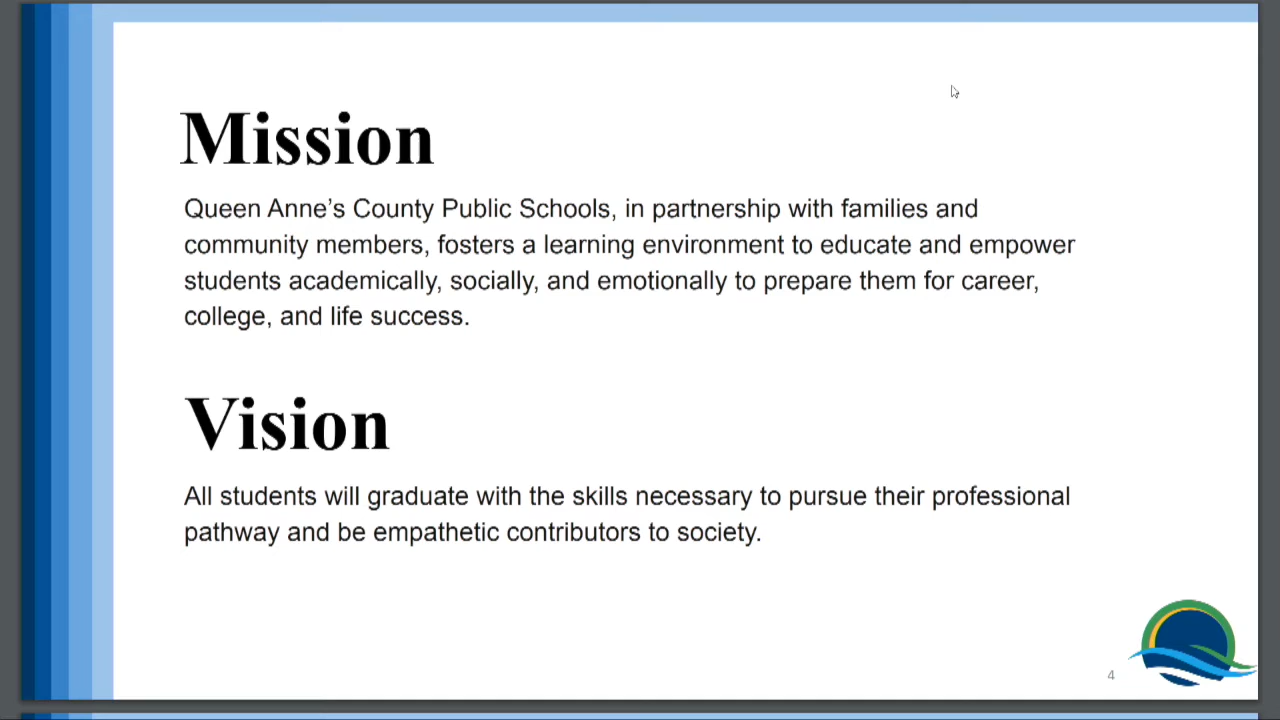 Mission
Queen Anne’s County Public Schools, in partnership with families and
community members, fosters a learning environment to educate and empower
students academically, socially, and emotionally to prepare them for career,
college, and life success.
Vision
All students will graduate with the skills necessary to pursue their professional
pathway and be empathetic contributors to society.
4